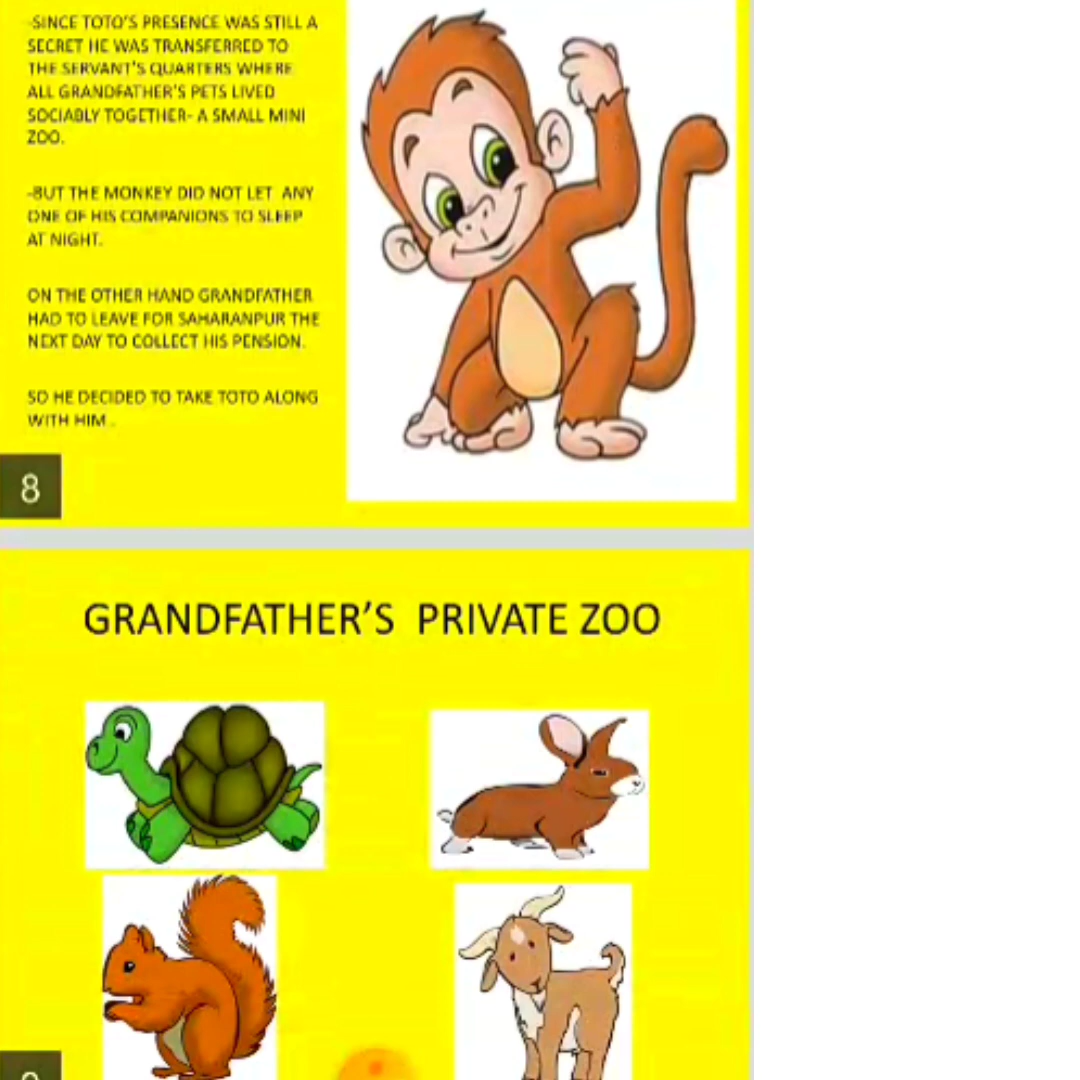 -SINCE TOTO'S PRESENCE WAS STILL A
SECRET HE WAS TRANSFERRED TO
THE SERVANT'S QUARTERS WHERE
ALL GRANDFATHER'S PETS LIVED
SOCIABLY TOGETHER- A SMALL MINI
ZOO.
-BUT THE MONKEY DID NOT LET ANY
ONE OF HIS COMPANIONS TO SLEEP
AT NIGHT.
ON THE OTHER HAND GRANDFATHER
HAD TO LEAVE FOR SAHARANPUR THE
NEXT DAY TO COLLECT HIS PENSION.
SO HE DECIDED TO TAKE TOTO ALONG
WITH HIM..
8
GRANDFATHER'S PRIVATE ZOO